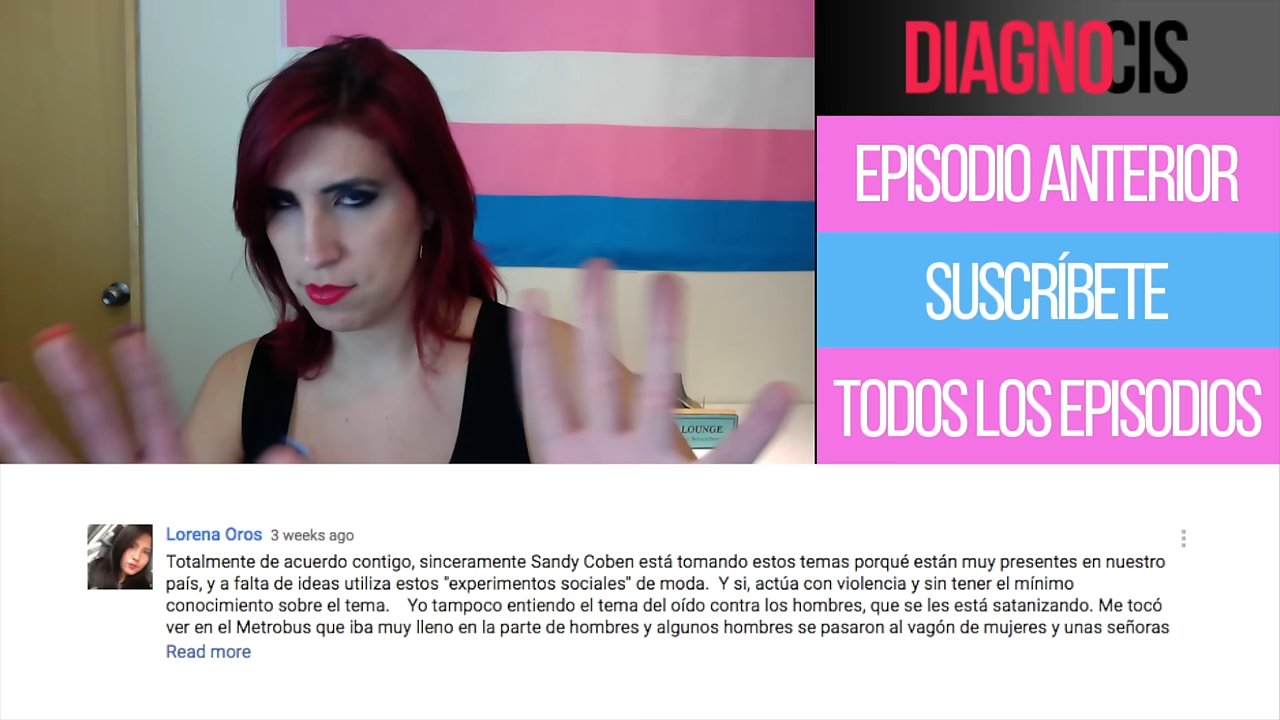 DIAGNOCIS
EPISODIO ANTERIOR
SUSCRÍBETE
TODOS LOS EPISODIOS
LOUNGE
Lorena Oros 3 weeks ago
Totalmente de acuerdo contigo, sinceramente Sandy Coben está tomando estos temas porqué están muy presentes en nuestro
país, y a falta de ideas utiliza estos "experimentos sociales" de moda. Y si, actúa con violencia y sin tener el mínimo
conocimiento sobre el tema. Yo tampoco entiendo el tema del oído contra los hombres, que se les está satanizando. Me tocó
ver en el Metrobus que iba muy lleno en la parte de hombres y algunos hombres se pasaron al vagón de mujeres y unas señoras
Read more